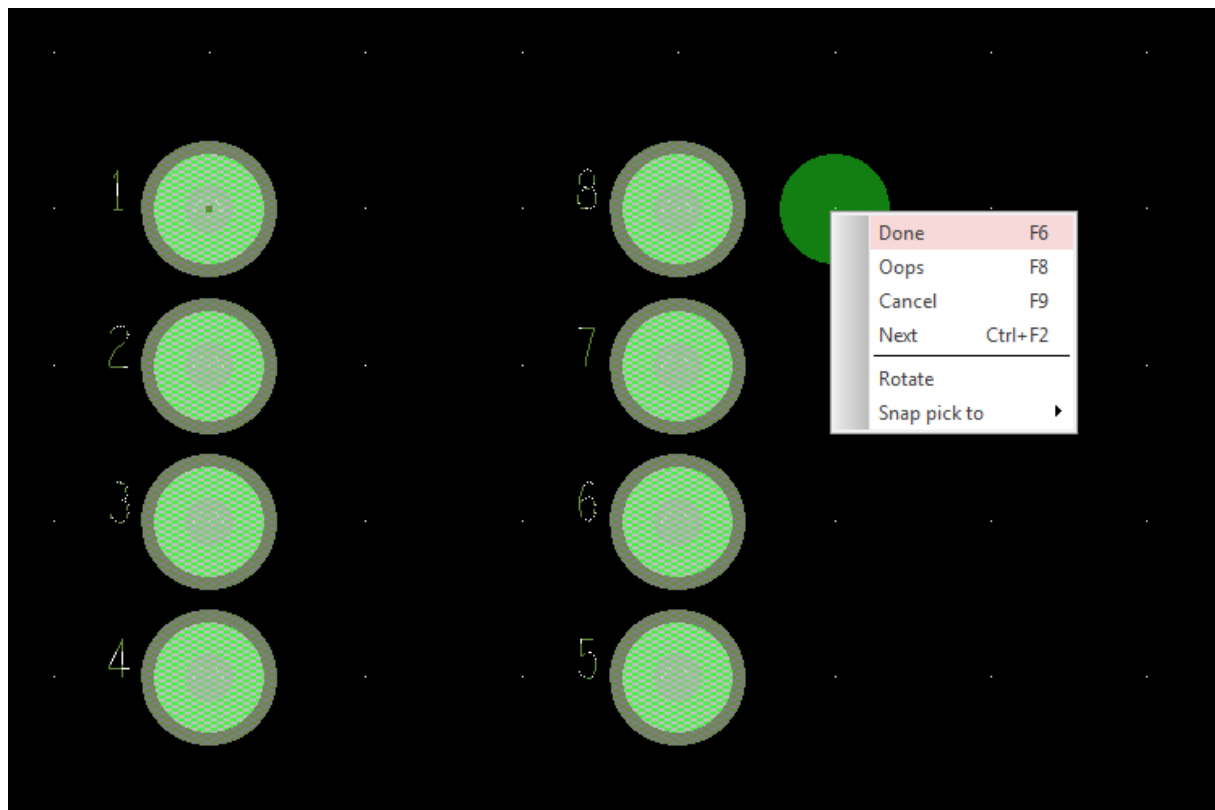 1 8
2 7
3 6
4 5
Done F6
Oops F8
Cancel F9
Next Ctrl+F2
Rotate
Snap pick to